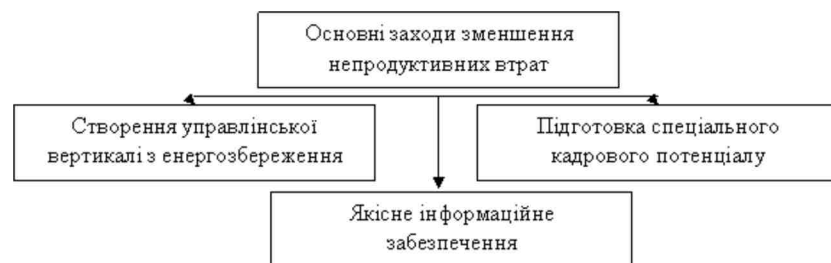 Основні заходи зменшення
непродуктивних втрат
Створення управлінської
вертикалі з енергозбереження
Підготовка спеціального
кадрового потенціалу
Якісне інформаційне
забезпечення